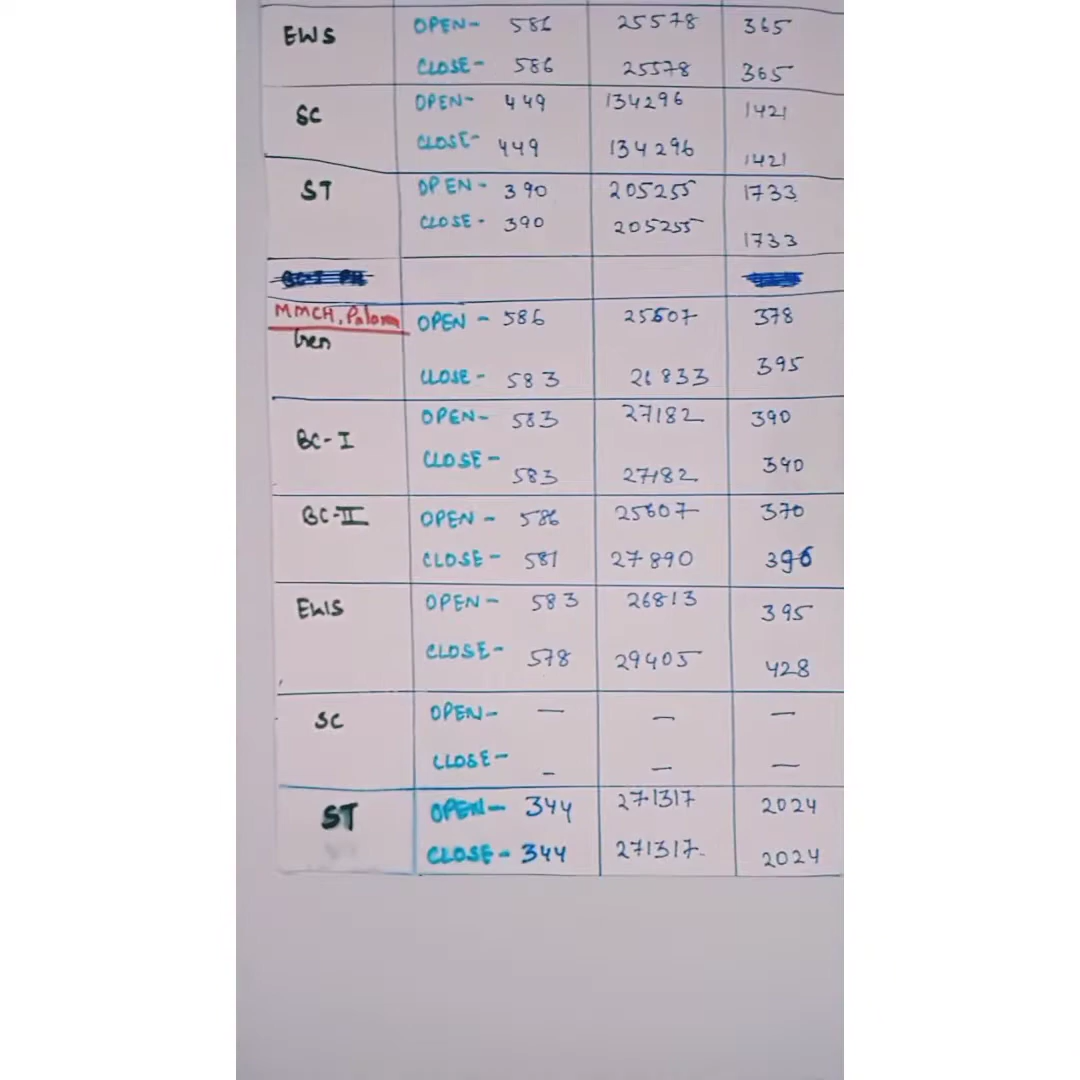 EWS OPEN- 586 25578 365
CLOSE- 586 25578 365
SC OPEN- 449 134296 1421
CLOSE- 449 134296 1421
ST OPEN- 390 205255 1733
CLOSE- 390 205255 1733
MMCH, Palamu
Gen OPEN - 586 25607 378
CLOSE- 583 26833 395
BC-I OPEN- 583 27182 390
CLOSE- 583 27182 390
BC-II OPEN - 586 25607 370
CLOSE- 581 27890 396
EWS OPEN- 583 26813 395
CLOSE- 578 29405 428
SC OPEN- — — —
CLOSE- — — —
ST OPEN- 344 271317 2024
CLOSE- 344 271317 2024